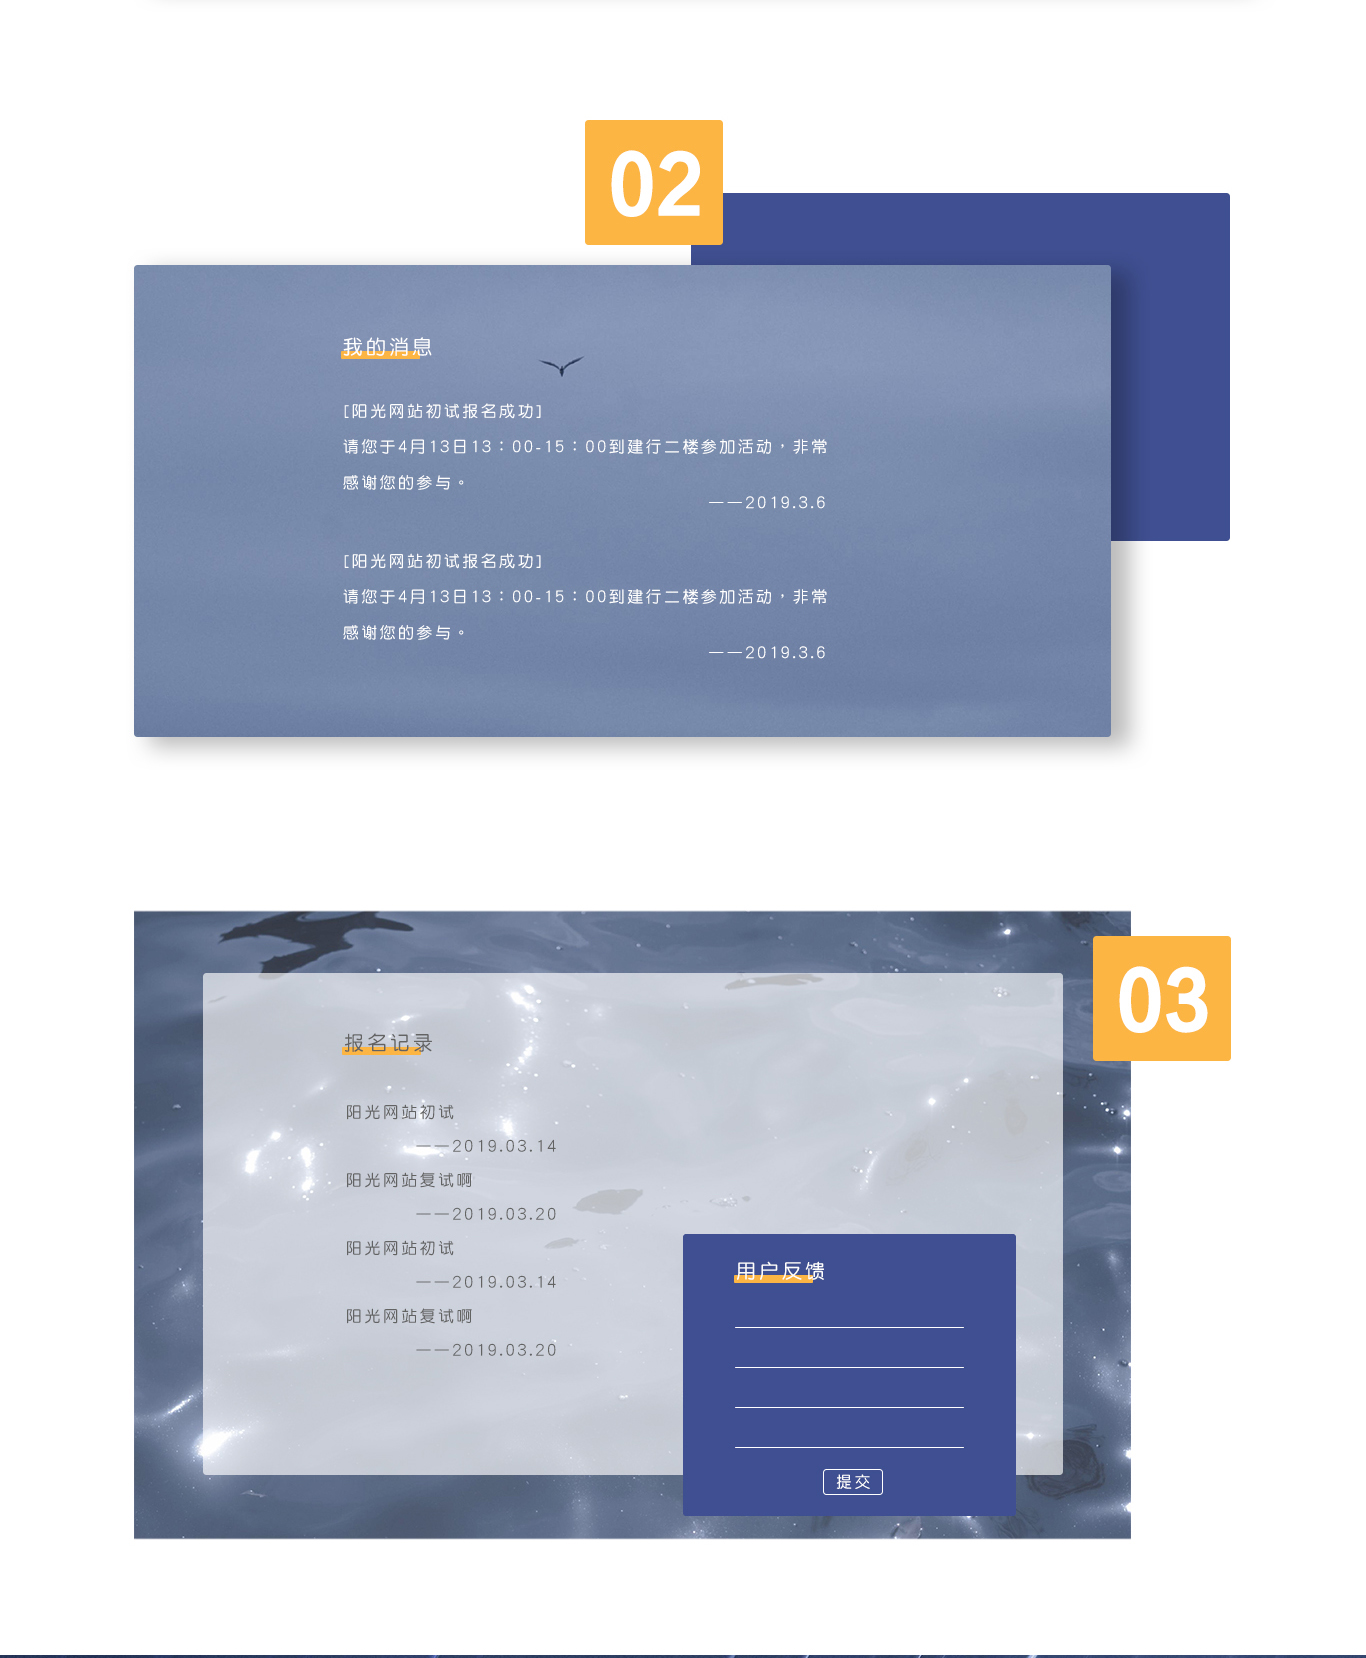 02
我的消息
[阳光网站初试报名成功]
请您于4月13日13：00-15：00到建行二楼参加活动，非常
感谢您的参与。
——2019.3.6
[阳光网站初试报名成功]
请您于4月13日13：00-15：00到建行二楼参加活动，非常
感谢您的参与。
——2019.3.6
03
报名记录
阳光网站初试
——2019.03.14
阳光网站复试啊
——2019.03.20
阳光网站初试
——2019.03.14
阳光网站复试啊
——2019.03.20
用户反馈
提交